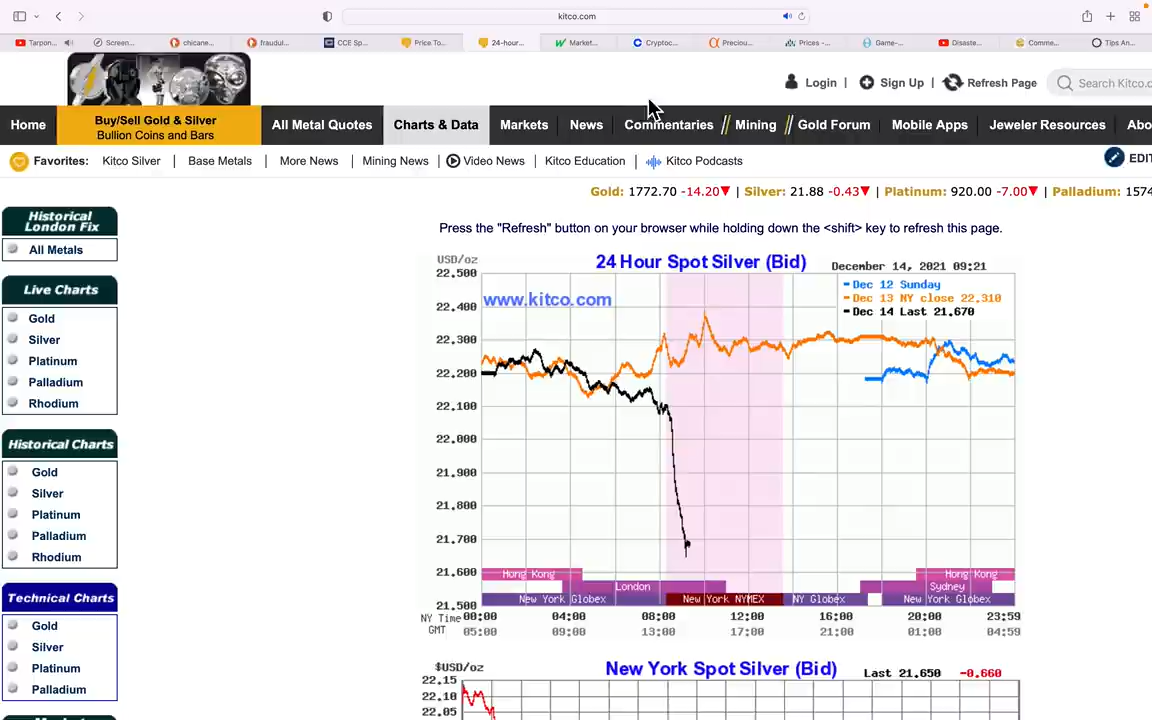 kitco.com
Tarpon...
Screen...
chicane...
fraudul...
CCE Sp...
Price To...
24-hour...
Market...
Cryptoc...
Preciou...
Prices -...
Game-...
Disaste...
Comme...
Tips An...
Login |
Sign Up |
Refresh Page
Search Kitco.c
Home
Buy/Sell Gold & Silver
Bullion Coins and Bars
All Metal Quotes
Charts & Data
Markets
News
Commentaries
Mining
Gold Forum
Mobile Apps
Jeweler Resources
Abo
Favorites:
Kitco Silver |
Base Metals |
More News |
Mining News |
Video News |
Kitco Education |
Kitco Podcasts
EDI
Gold: 1772.70 -14.20▼ | Silver: 21.88 -0.43▼ | Platinum: 920.00 -7.00▼ | Palladium: 1574
Historical
London Fix
All Metals
Live Charts
Gold
Silver
Platinum
Palladium
Rhodium
Historical Charts
Gold
Silver
Platinum
Palladium
Rhodium
Technical Charts
Gold
Silver
Platinum
Palladium
Press the "Refresh" button on your browser while holding down the <shift> key to refresh this page.
USD/oz
24 Hour Spot Silver (Bid)
December 14, 2021 09:21
www.kitco.com
Dec 12 Sunday
Dec 13 NY close 22.310
Dec 14 Last 21.670
22.500
22.400
22.300
22.200
22.100
22.000
21.900
21.800
21.700
21.600
21.500
Hong Kong
London
New York Globex
New York NYMEX
NY Globex
Hong Kong
Sydney
New York Globex
NY Time 00:00 04:00 08:00 12:00 16:00 20:00 23:59
GMT 05:00 09:00 13:00 17:00 21:00 01:00 04:59
$USD/oz
New York Spot Silver (Bid)
Last 21.650 -0.660
22.15
22.10
22.05